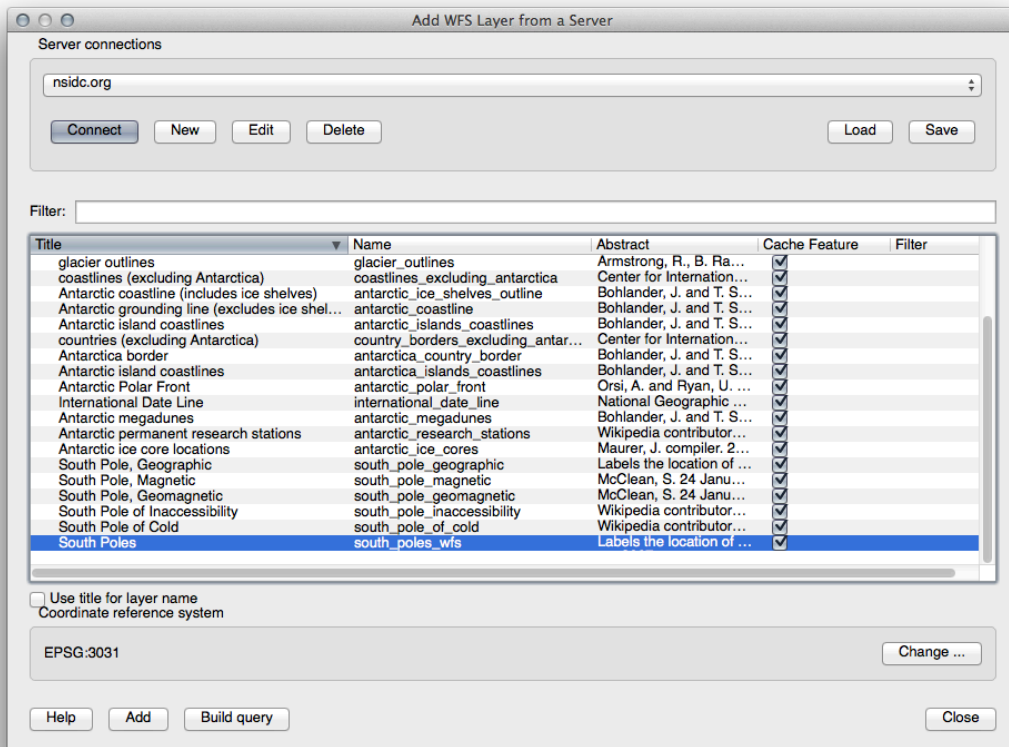 Add WFS Layer from a Server
Server connections
nsidc.org
Connect New Edit Delete Load Save
Filter:
Title Name Abstract Cache Feature Filter
glacier outlines glacier_outlines Armstrong, R., B. Ra...
coastlines (excluding Antarctica) coastlines_excluding_antarctica Center for Internation...
Antarctic coastline (includes ice shelves) antarctic_ice_shelves_outline Bohlander, J. and T. S...
Antarctic grounding line (excludes ice shel... antarctic_coastline Bohlander, J. and T. S...
Antarctic island coastlines antarctic_islands_coastlines Bohlander, J. and T. S...
countries (excluding Antarctica) country_borders_excluding_antar... Center for Internation...
Antarctica border antarctica_country_border Bohlander, J. and T. S...
Antarctic island coastlines antarctica_islands_coastlines Bohlander, J. and T. S...
Antarctic Polar Front antarctic_polar_front Orsi, A. and Ryan, U. ...
International Date Line international_date_line National Geographic ...
Antarctic megadunes antarctic_megadunes Bohlander, J. and T. S...
Antarctic permanent research stations antarctic_research_stations Wikipedia contributor...
Antarctic ice core locations antarctic_ice_cores Maurer, J. compiler. 2...
South Pole, Geographic south_pole_geographic Labels the location of ...
South Pole, Magnetic south_pole_magnetic McClean, S. 24 Janu...
South Pole, Geomagnetic south_pole_geomagnetic McClean, S. 24 Janu...
South Pole of Inaccessibility south_pole_inaccessibility Wikipedia contributor...
South Pole of Cold south_pole_of_cold Wikipedia contributor...
South Poles south_poles_wfs Labels the location of ...
Use title for layer name
Coordinate reference system
EPSG:3031 Change ...
Help Add Build query Close